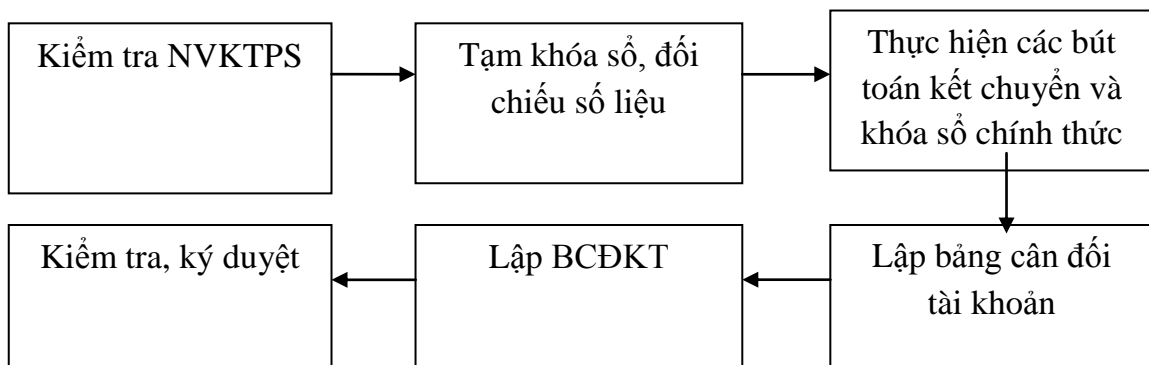 Kiểm tra NVKTPS
Tạm khóa sổ, đối
chiếu số liệu
Thực hiện các bút
toán kết chuyển và
khóa sổ chính thức
Lập bảng cân đối
tài khoản
Lập BCĐKT
Kiểm tra, ký duyệt